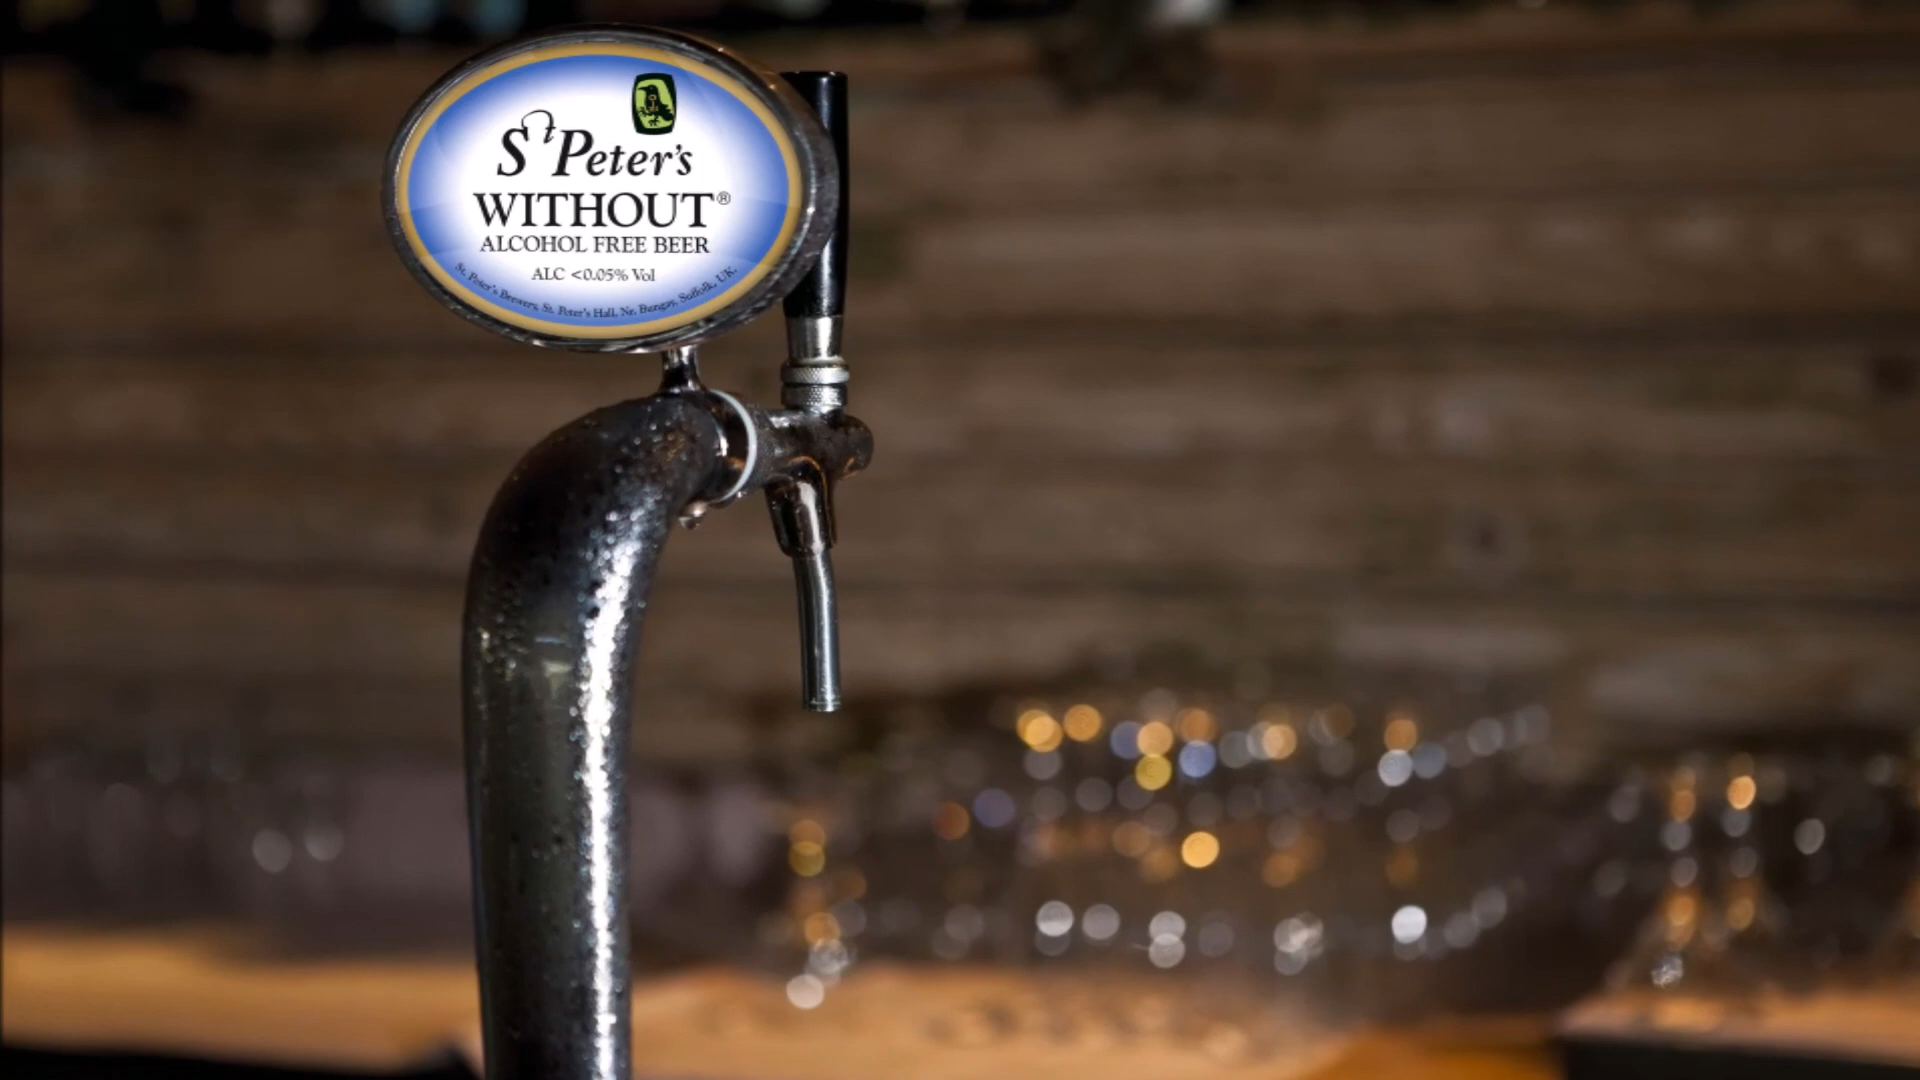 St Peter's
WITHOUT®
ALCOHOL FREE BEER
ALC <0.05% Vol
St. Peter's Brewery, St. Peter's Hall, Nr. Bungay, Suffolk, UK.